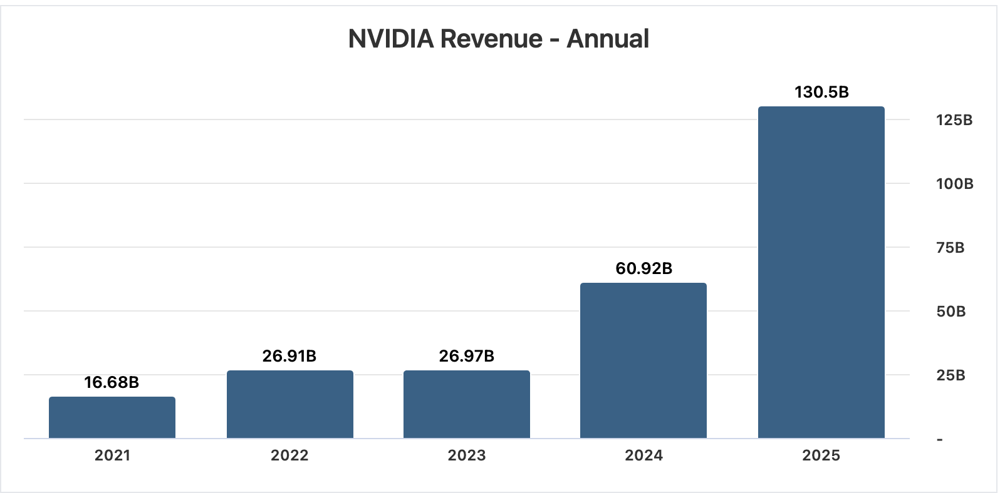 NVIDIA Revenue - Annual
130.5B
125B
100B
75B
60.92B
50B
26.91B
26.97B
25B
16.68B
-
2021
2022
2023
2024
2025